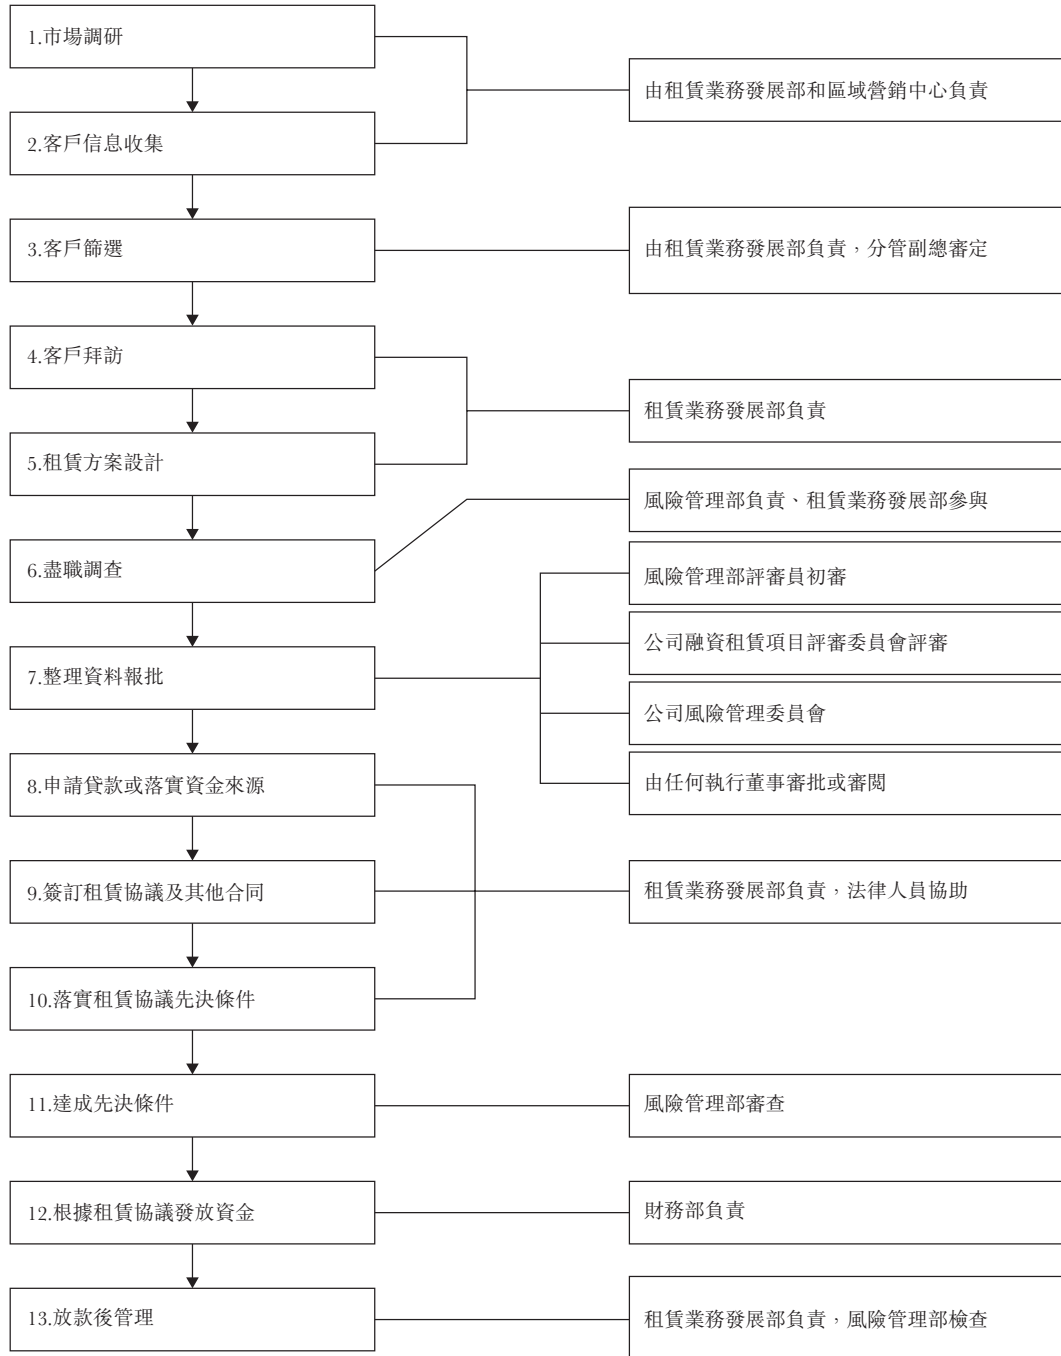 1.市場調研
由租賃業務發展部和區域營銷中心負責
2.客戶信息收集
3.客戶篩選
由租賃業務發展部負責，分管副總審定
4.客戶拜訪
租賃業務發展部負責
5.租賃方案設計
風險管理部負責、租賃業務發展部參與
6.盡職調查
風險管理部評審員初審
公司融資租賃項目評審委員會評審
7.整理資料報批
公司風險管理委員會
8.申請貸款或落實資金來源
由任何執行董事審批或審閱
9.簽訂租賃協議及其他合同
租賃業務發展部負責，法律人員協助
10.落實租賃協議先決條件
11.達成先決條件
風險管理部審查
12.根據租賃協議發放資金
財務部負責
13.放款後管理
租賃業務發展部負責，風險管理部檢查